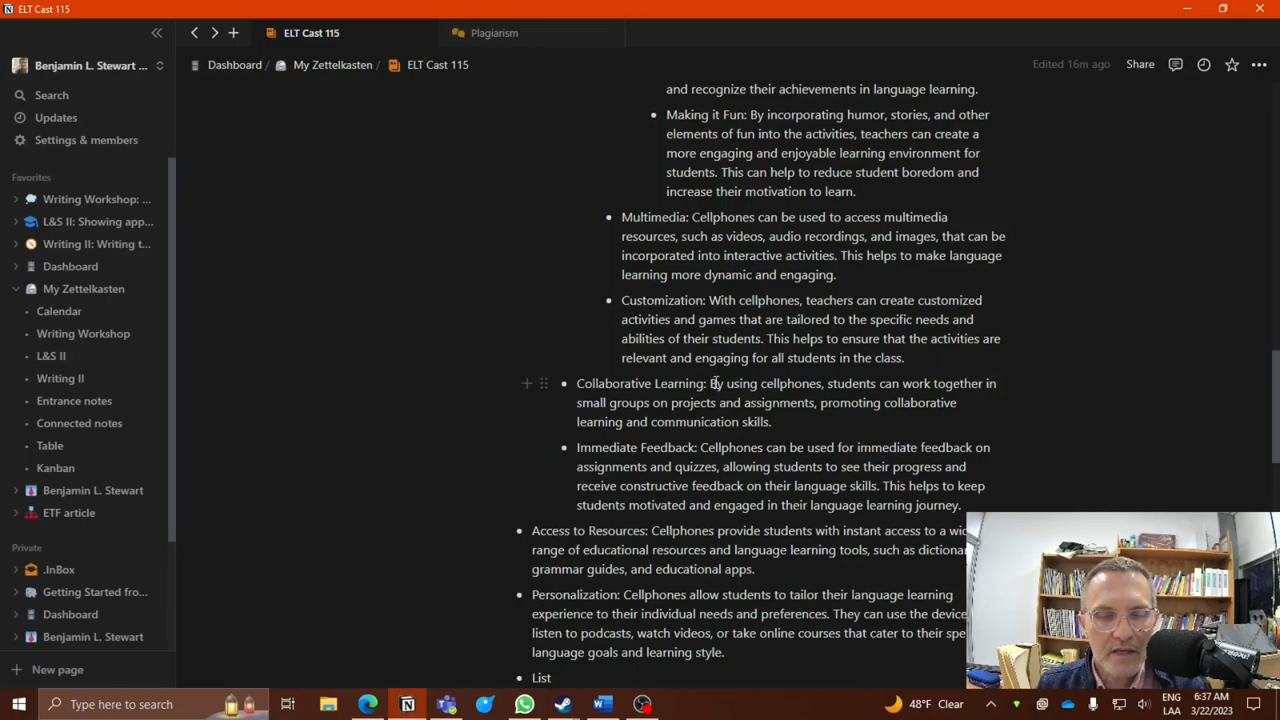 ELT Cast 115
ELT Cast 115
Plagiarism
Benjamin L. Stewart ...
Dashboard / My Zettelkasten / ELT Cast 115
Edited 16m ago
Share
Search
Updates
Settings & members
Favorites
Writing Workshop: ...
L&S II: Showing app...
Writing II: Writing t...
Dashboard
My Zettelkasten
Calendar
Writing Workshop
L&S II
Writing II
Entrance notes
Connected notes
Table
Kanban
Benjamin L. Stewart
ETF article
Private
.InBox
Getting Started fro...
Dashboard
Benjamin L. Stewart
New page
and recognize their achievements in language learning.
Making it Fun: By incorporating humor, stories, and other
elements of fun into the activities, teachers can create a
more engaging and enjoyable learning environment for
students. This can help to reduce student boredom and
increase their motivation to learn.
Multimedia: Cellphones can be used to access multimedia
resources, such as videos, audio recordings, and images, that can be
incorporated into interactive activities. This helps to make language
learning more dynamic and engaging.
Customization: With cellphones, teachers can create customized
activities and games that are tailored to the specific needs and
abilities of their students. This helps to ensure that the activities are
relevant and engaging for all students in the class.
Collaborative Learning: By using cellphones, students can work together in
small groups on projects and assignments, promoting collaborative
learning and communication skills.
Immediate Feedback: Cellphones can be used for immediate feedback on
assignments and quizzes, allowing students to see their progress and
receive constructive feedback on their language skills. This helps to keep
students motivated and engaged in their language learning journey.
Access to Resources: Cellphones provide students with instant access to a wi
range of educational resources and language learning tools, such as dictionar
grammar guides, and educational apps.
Personalization: Cellphones allow students to tailor their language learning
experience to their individual needs and preferences. They can use the device
listen to podcasts, watch videos, or take online courses that cater to their spe
language goals and learning style.
List
Type here to search
48°F Clear
ENG
LAA
6:37 AM
3/22/2023